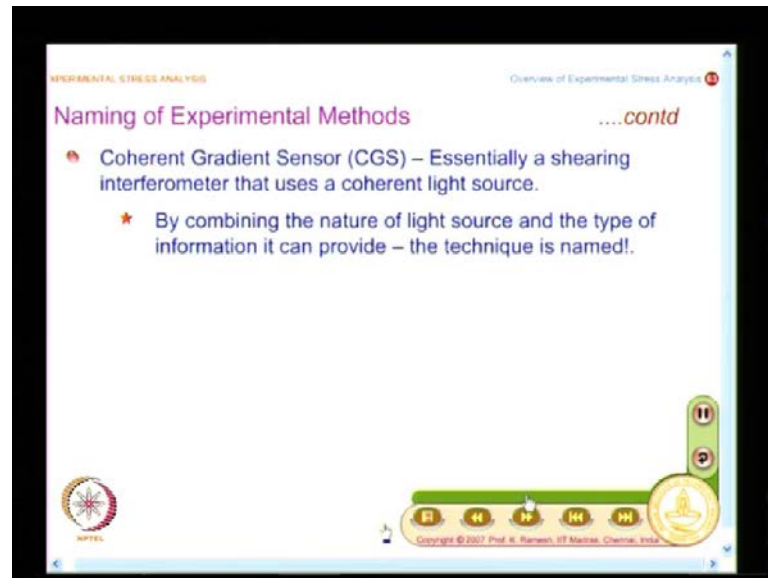 XPERIMENTAL STRESS ANALYSIS
Overview of Experimental Stress Analysis
Naming of Experimental Methods ....contd
Coherent Gradient Sensor (CGS) – Essentially a shearing
interferometer that uses a coherent light source.
By combining the nature of light source and the type of
information it can provide – the technique is named!.
NPTEL
Copyright © 2007 Prof. K. Ramesh, IIT Madras, Chennai, India